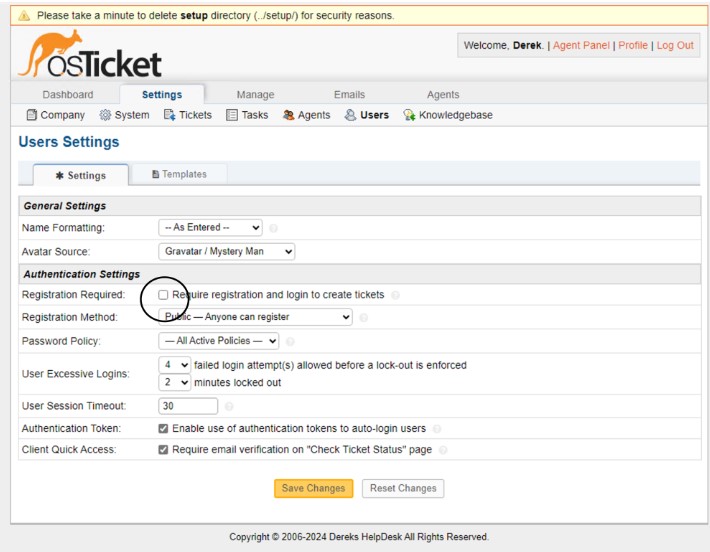 Please take a minute to delete setup directory (../setup/) for security reasons.
osTicket
Welcome, Derek. | Agent Panel | Profile | Log Out
Dashboard Settings Manage Emails Agents
Company System Tickets Tasks Agents Users Knowledgebase
Users Settings
Settings Templates
General Settings
Name Formatting: -- As Entered --
Avatar Source: Gravatar / Mystery Man
Authentication Settings
Registration Required: Require registration and login to create tickets
Registration Method: Public — Anyone can register
Password Policy: — All Active Policies —
User Excessive Logins: 4 failed login attempt(s) allowed before a lock-out is enforced
2 minutes locked out
User Session Timeout: 30
Authentication Token: Enable use of authentication tokens to auto-login users
Client Quick Access: Require email verification on "Check Ticket Status" page
Save Changes Reset Changes
Copyright © 2006-2024 Dereks HelpDesk All Rights Reserved.